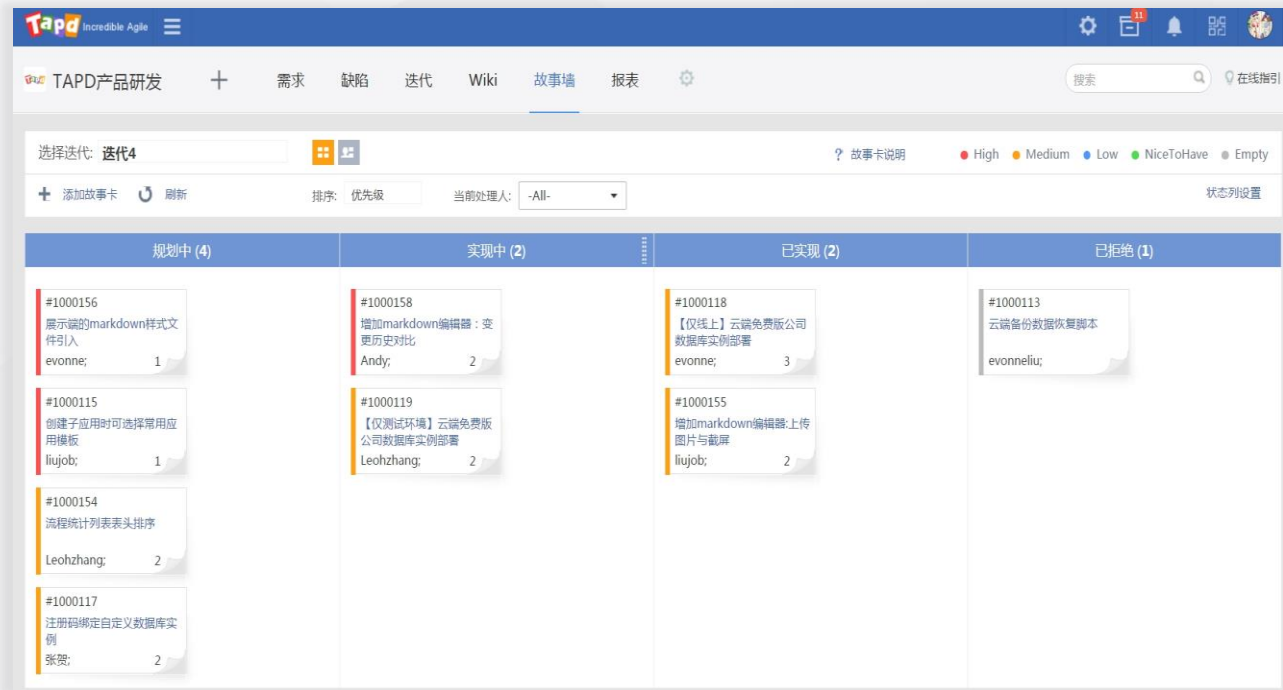 Tapd Incredible Agile
11
TAPD产品研发
需求 缺陷 迭代 Wiki 故事墙 报表
搜索
在线指引
选择迭代: 迭代4
? 故事卡说明
High Medium Low NiceToHave Empty
添加故事卡 刷新
排序: 优先级
当前处理人: -All-
状态列设置
规划中 (4)
#1000156
展示端的markdown样式文
件引入
evonne; 1
#1000115
创建子应用时可选择常用应
用模板
liujob; 1
#1000154
流程统计列表表头排序
Leohzhang; 2
#1000117
注册码绑定自定义数据库实
例
张贺; 2
实现中 (2)
#1000158
增加markdown编辑器：变
更历史对比
Andy; 2
#1000119
【仅测试环境】云端免费版
公司数据库实例部署
Leohzhang; 2
已实现 (2)
#1000118
【仅线上】云端免费版公司
数据库实例部署
evonne; 3
#1000155
增加markdown编辑器:上传
图片与截屏
liujob; 2
已拒绝 (1)
#1000113
云端备份数据恢复脚本
evonneliu;